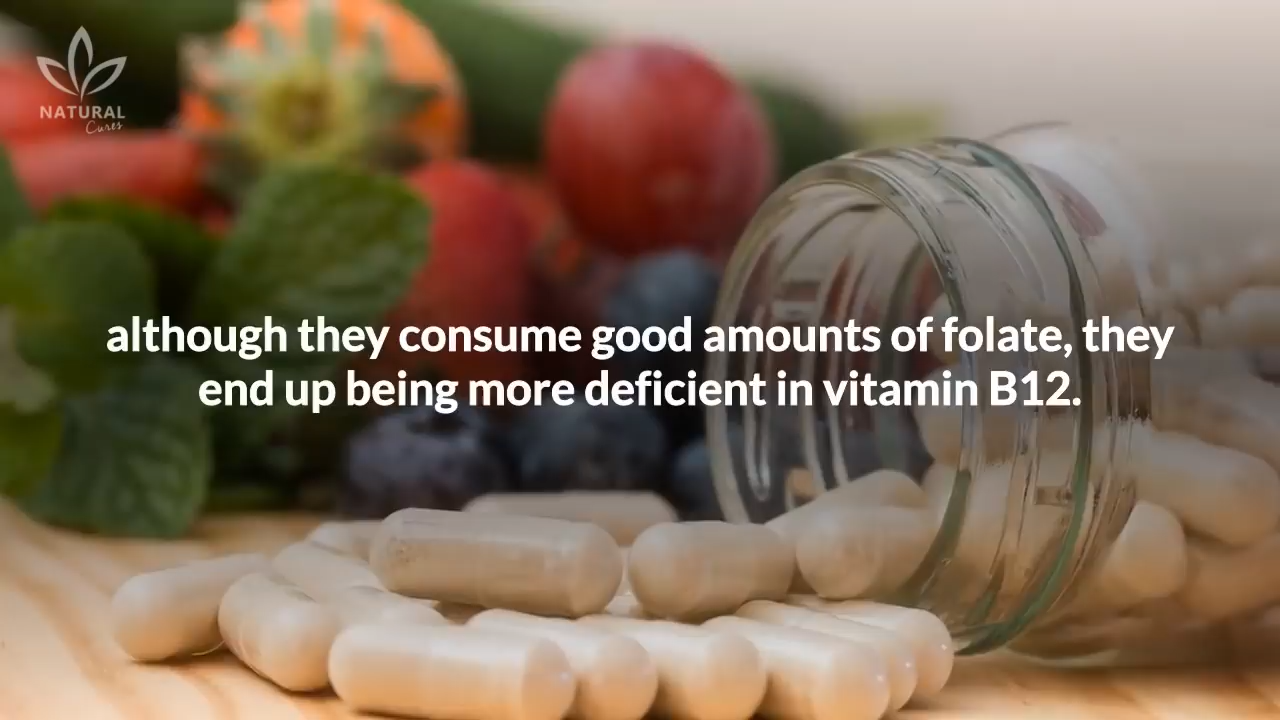 NATURAL
Cures
although they consume good amounts of folate, they
end up being more deficient in vitamin B12.